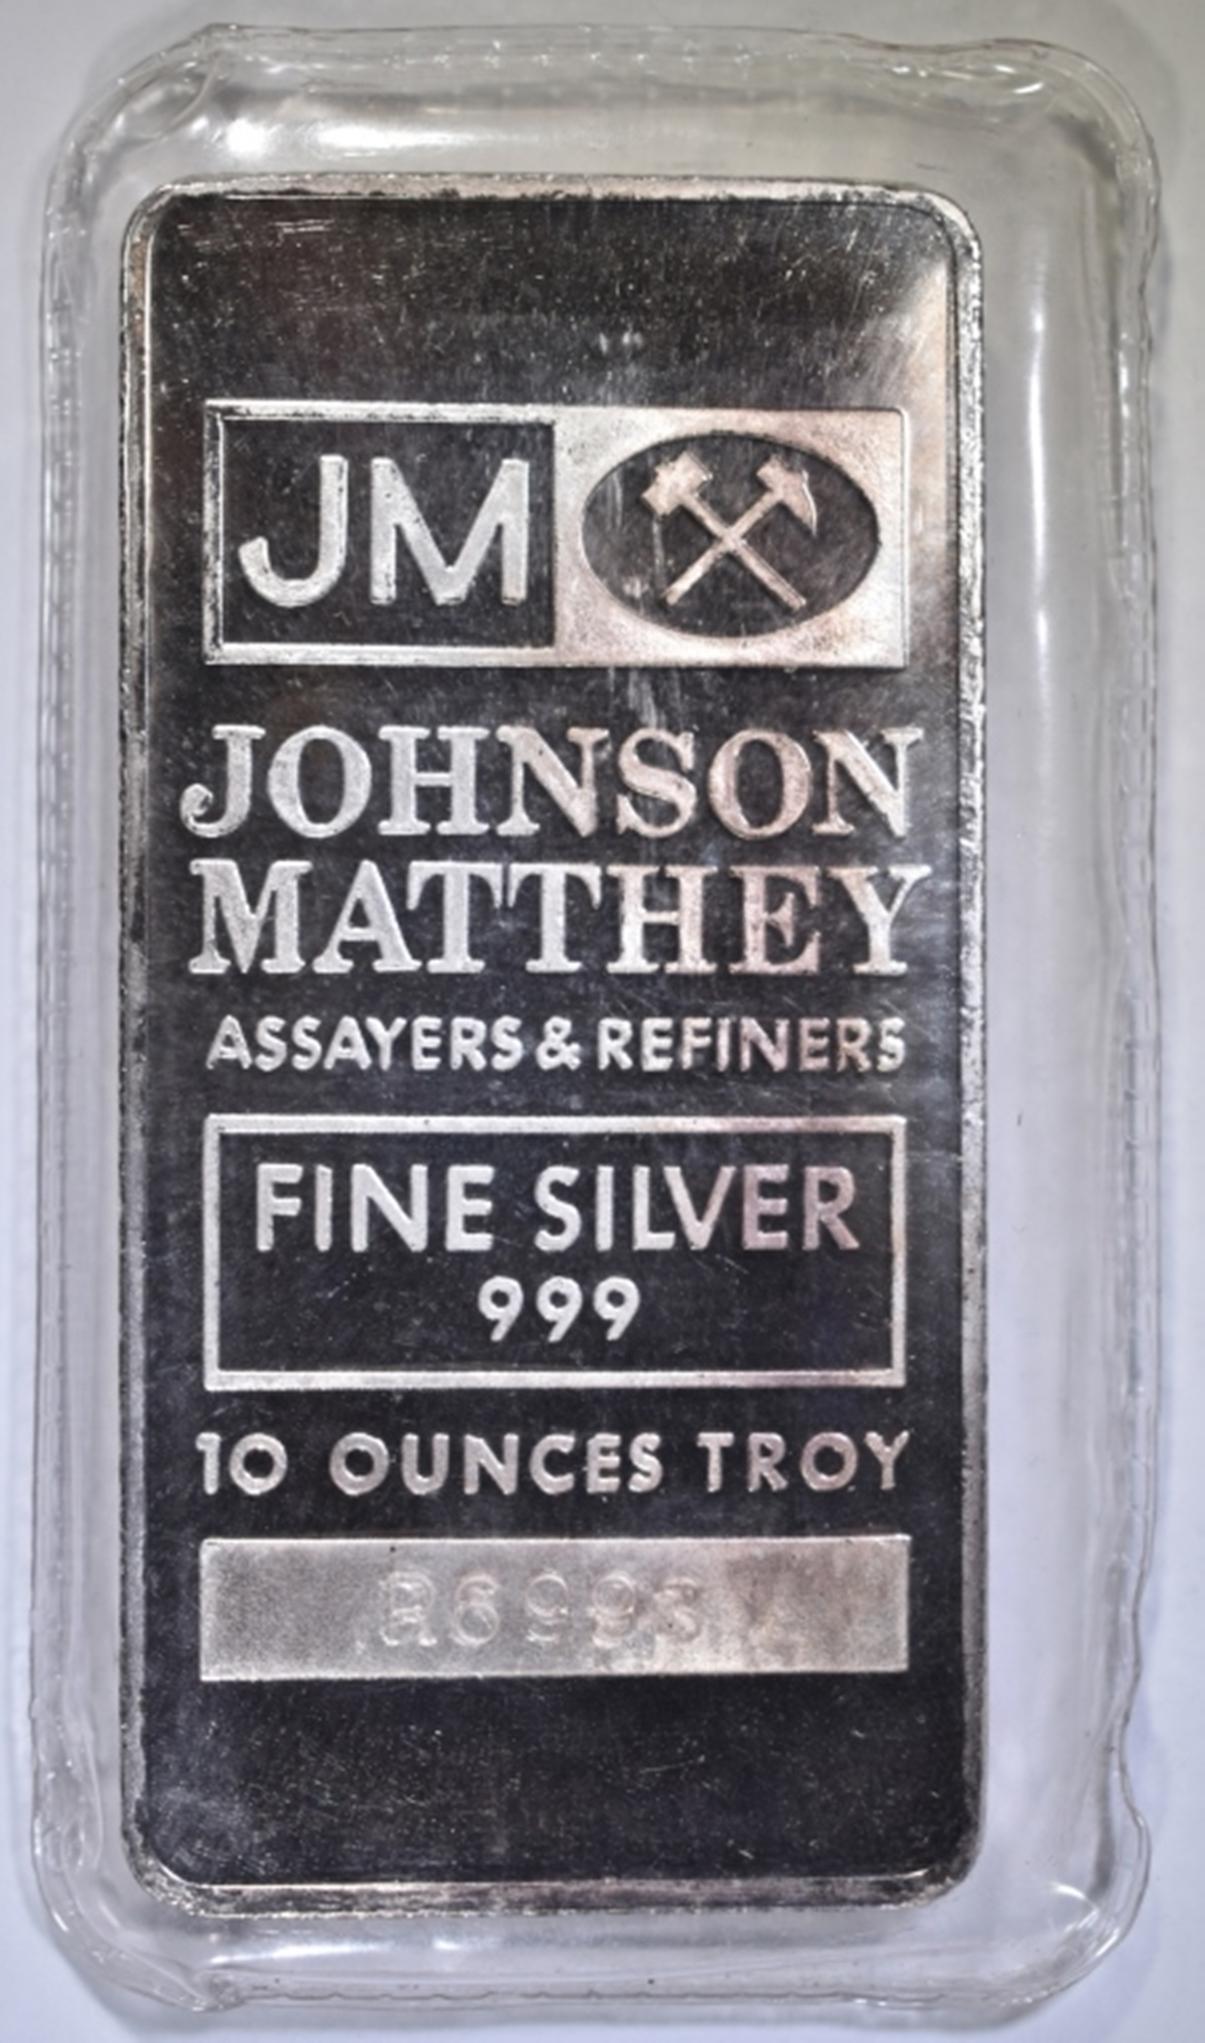 JM
JOHNSON
MATTHEY
ASSAYERS & REFINERS
FINE SILVER
999
10 OUNCES TROY